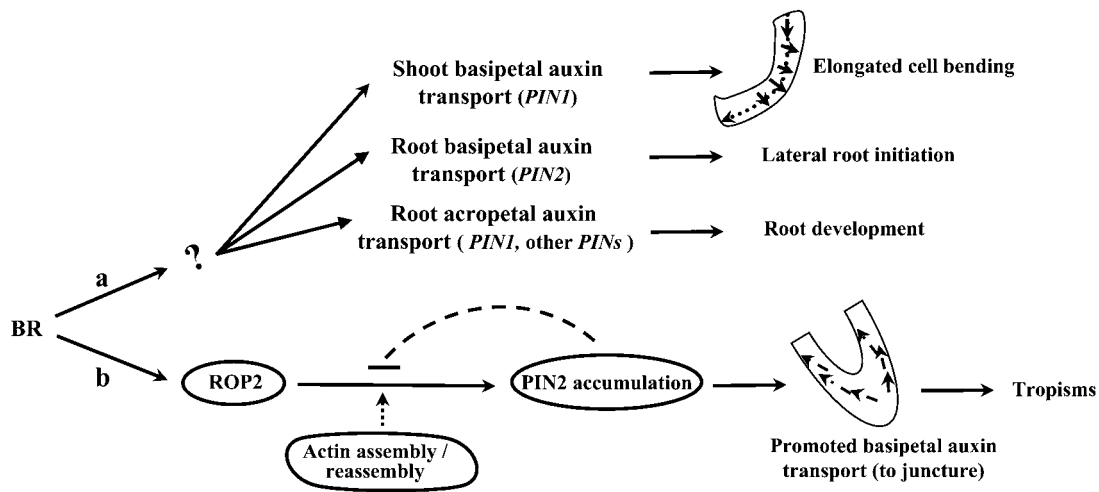 Shoot basipetal auxin
transport (PIN1)
Elongated cell bending
Root basipetal auxin
transport (PIN2)
Lateral root initiation
Root acropetal auxin
transport ( PIN1, other PINs )
Root development
?
a
BR
b
ROP2
PIN2 accumulation
Tropisms
Actin assembly /
reassembly
Promoted basipetal auxin
transport (to juncture)